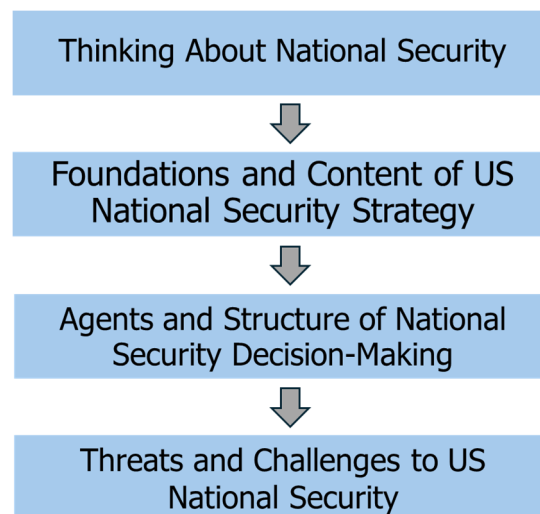 Thinking About National Security
Foundations and Content of US
National Security Strategy
Agents and Structure of National
Security Decision-Making
Threats and Challenges to US
National Security